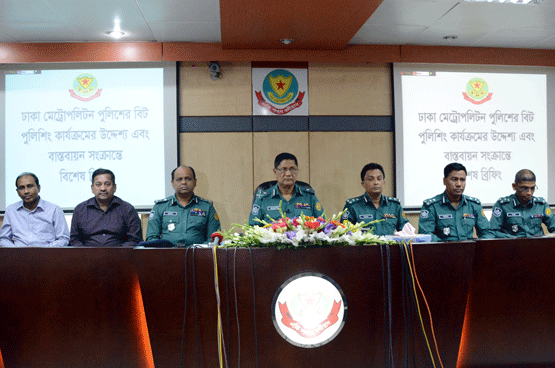 ঢাকা মেট্রোপলিটন পুলিশের বিট
পুলিশিং কার্যক্রমের উদ্দেশ্য এবং
বাস্তবায়ন সংক্রান্তে
বিশেষ ব্রি
ঢাকা মেট্রোপলিটন পুলিশের বিট
পুলিশিং কার্যক্রমের উদ্দেশ্য এবং
বাস্তবায়ন সংক্রান্তে
শেষ ব্রিফিং